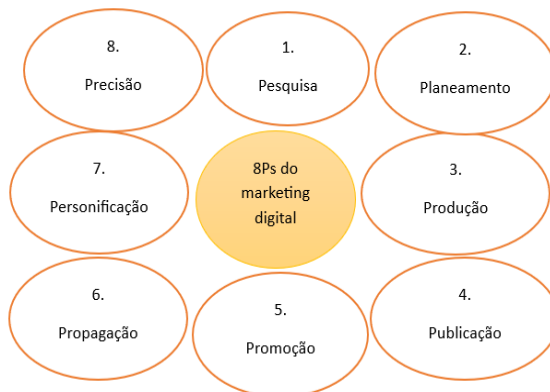 8.
Precisão
1.
Pesquisa
2.
Planeamento
7.
Personificação
8Ps do
marketing
digital
3.
Produção
6.
Propagação
5.
Promoção
4.
Publicação